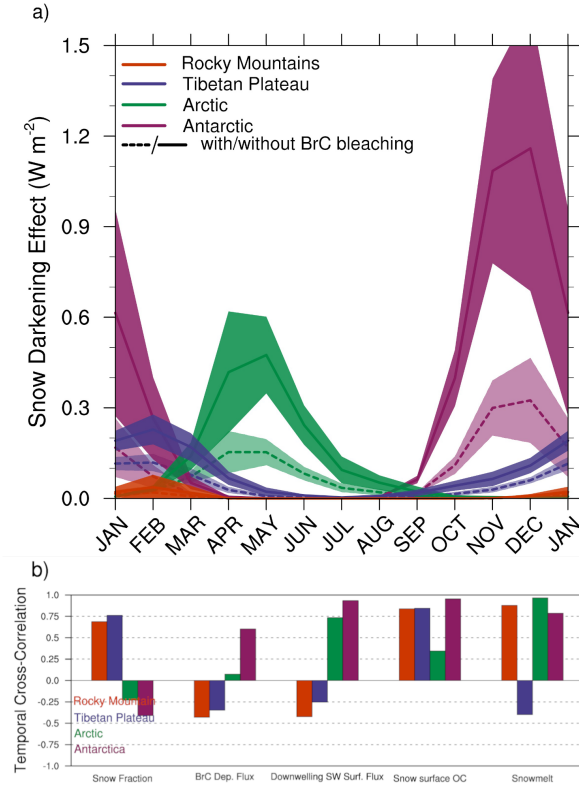 a)
Snow Darkening Effect (W m-2)
1.5
1.2
0.9
0.6
0.3
0.0
Rocky Mountains
Tibetan Plateau
Arctic
Antarctic
/ with/without BrC bleaching
JAN FEB MAR APR MAY JUN JUL AUG SEP OCT NOV DEC JAN
b)
Temporal Cross-Correlation
1.0
0.75
0.5
0.25
0.0
-0.25
-0.5
-0.75
-1.0
Rocky Mountain
Tibetan Plateau
Arctic
Antarctica
Snow Fraction BrC Dep. Flux Downwelling SW Surf. Flux Snow surface OC Snowmelt